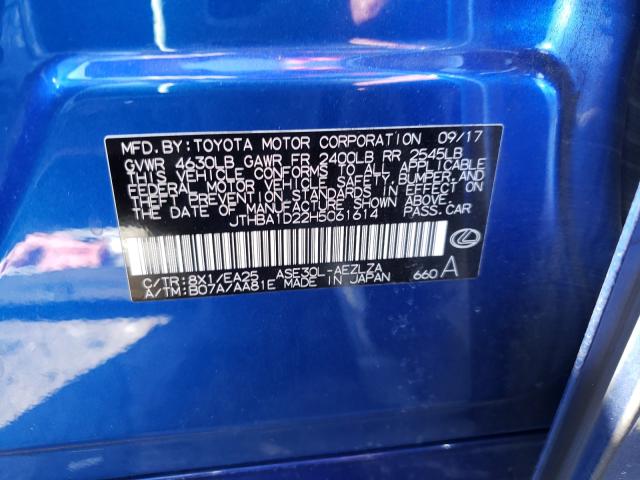 MFD.BY:TOYOTA MOTOR CORPORATION 09/17
GVWR 4630LB GAWR FR 2400LB RR 2545LB
THIS VEHICLE CONFORMS TO ALL APPLICABLE
FEDERAL MOTOR VEHICLE SAFETY, BUMPER, AND
THEFT PREVENTION STANDARDS IN EFFECT ON
THE DATE OF MANUFACTURE SHOWN ABOVE.
JTHBA1D22H5061614 PASS.CAR
C/TR:8X1/EA25 ASE30L-AEZLZA
A/TM:B07A/AA81E MADE IN JAPAN 660 A